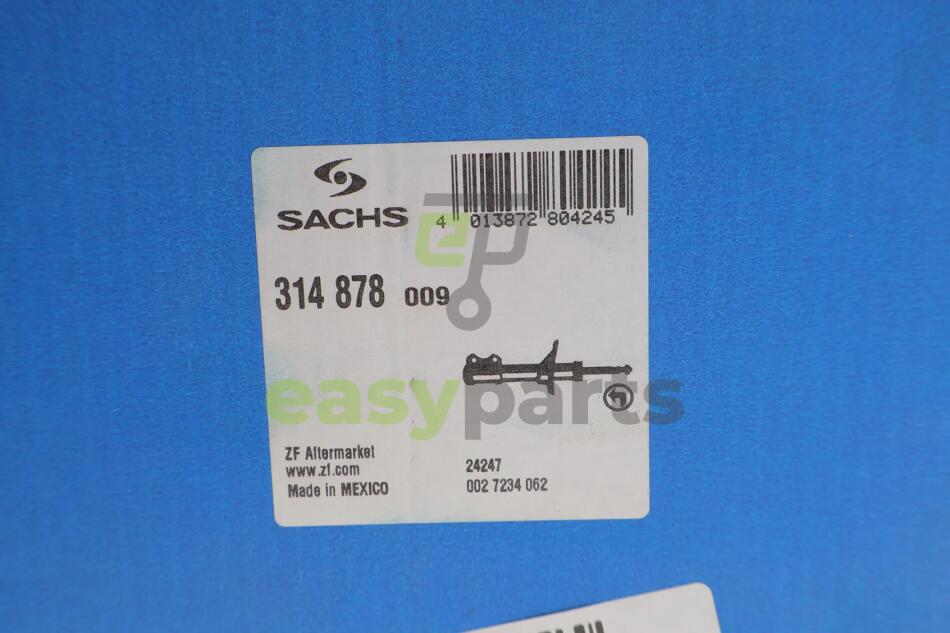 SACHS
4 013872 804245
314 878 009
easyparts
ZF Aftermarket
www.zf.com
Made in MEXICO
24247
002 7234 062